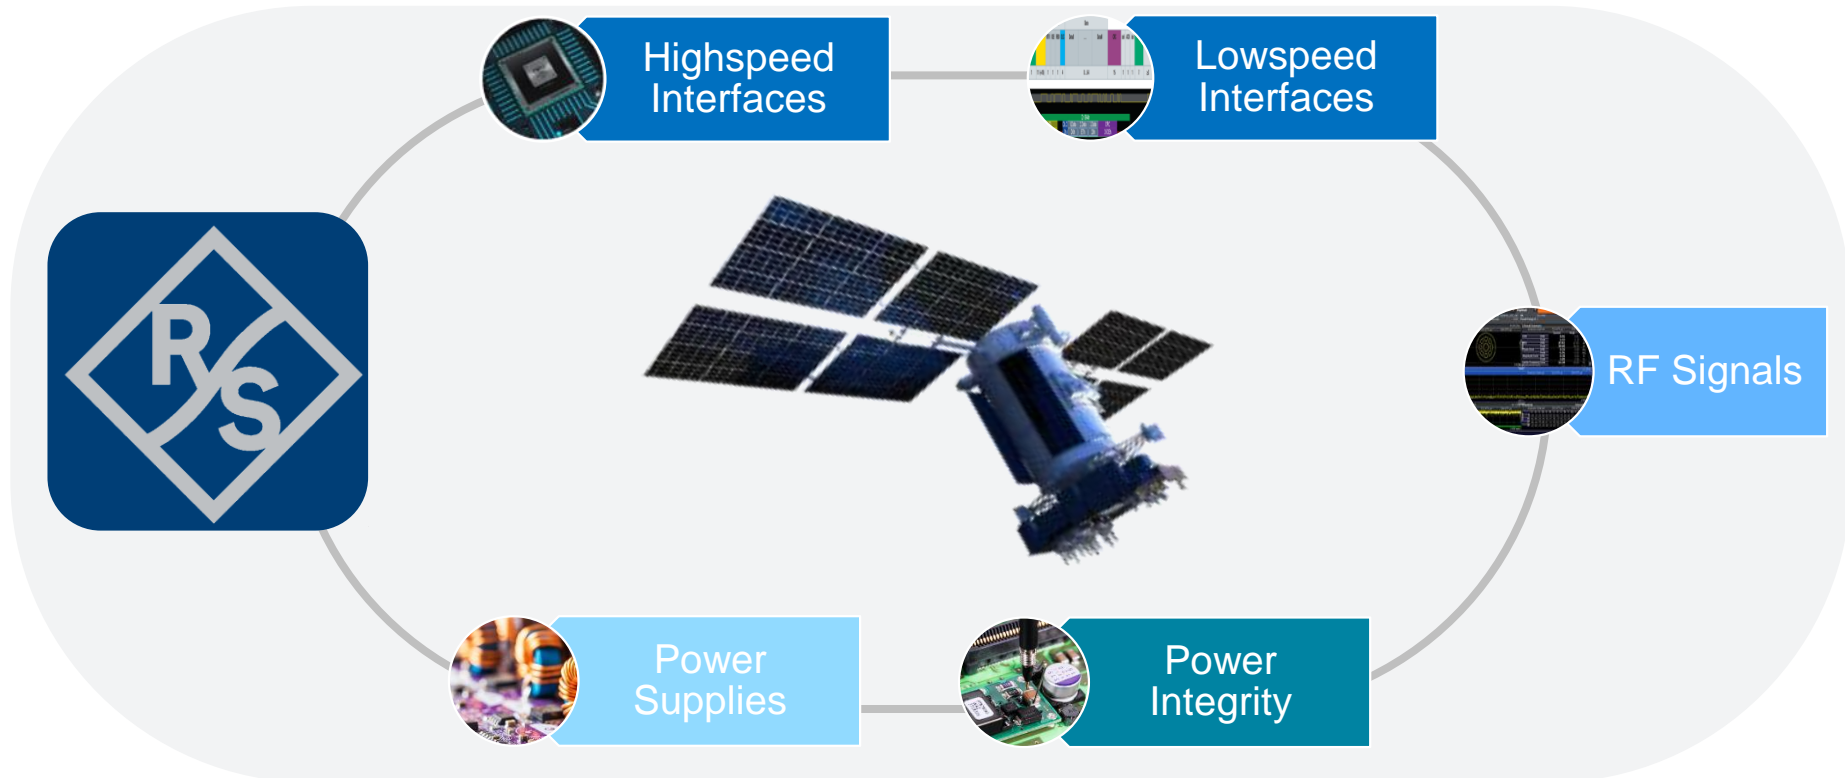 Highspeed
Interfaces
Lowspeed
Interfaces
R
S
RF Signals
Power
Supplies
Power
Integrity